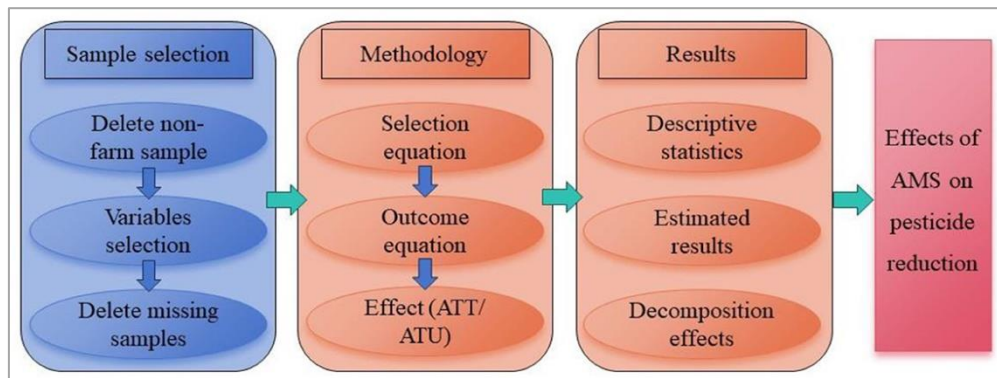 Sample selection
Delete non-
farm sample
Variables
selection
Delete missing
samples
Methodology
Selection
equation
Outcome
equation
Effect (ATT/
ATU)
Results
Descriptive
statistics
Estimated
results
Decomposition
effects
Effects of
AMS on
pesticide
reduction